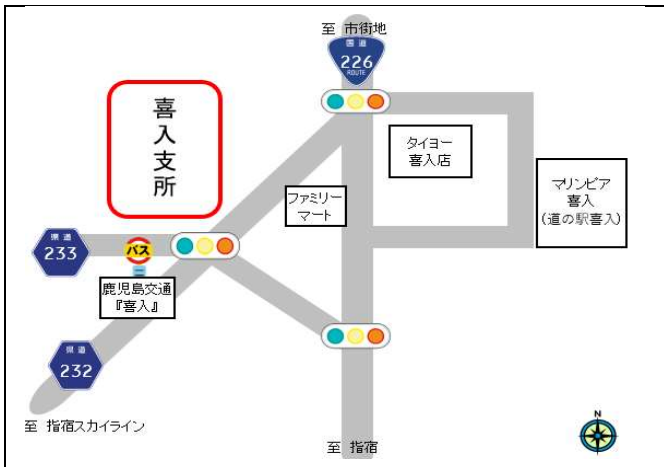 至 市街地
国道
226
ROUTE
喜入支所
タイヨー
喜入店
マリンピア
喜入
(道の駅喜入)
ファミリー
マート
県道
233
バス
鹿児島交通
『喜入』
県道
232
至 指宿スカイライン
至 指宿
N